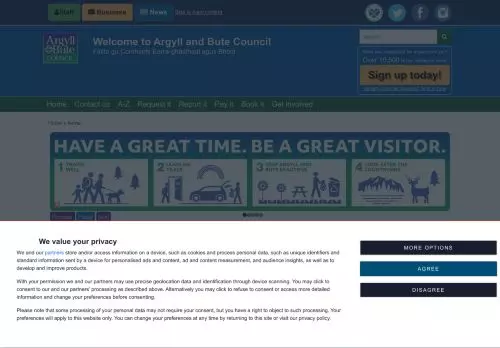 Staff Business News Skip to main content
Argyll
Bute
COUNCIL
Welcome to Argyll and Bute Council
Fàilte gu Comhairle Earra-ghàidheal agus Bhòid
Search
Over 10,000
Sign up today!
Home Contact us A-Z Request it Report it Pay it Book it Get involved
HAVE A GREAT TIME. BE A GREAT VISITOR.
1 TRAVEL WELL
2 LEAVE NO TRACE
3 KEEP ARGYLL AND BUTE BEAUTIFUL
4 LOOK AFTER THE COUNTRYSIDE
We value your privacy
We and our partners store and/or access information on a device, such as cookies and process personal data, such as unique identifiers and
standard information sent by a device for personalised ads and content, ad and content measurement, and audience insights, as well as to
develop and improve products.
With your permission we and our partners may use precise geolocation data and identification through device scanning. You may click to
consent to our and our partners' processing as described above. Alternatively you may click to refuse to consent or access more detailed
information and change your preferences before consenting.
Please note that some processing of your personal data may not require your consent, but you have a right to object to such processing. Your
preferences will apply to this website only. You can change your preferences at any time by returning to this site or visit our privacy policy.
MORE OPTIONS
AGREE
DISAGREE